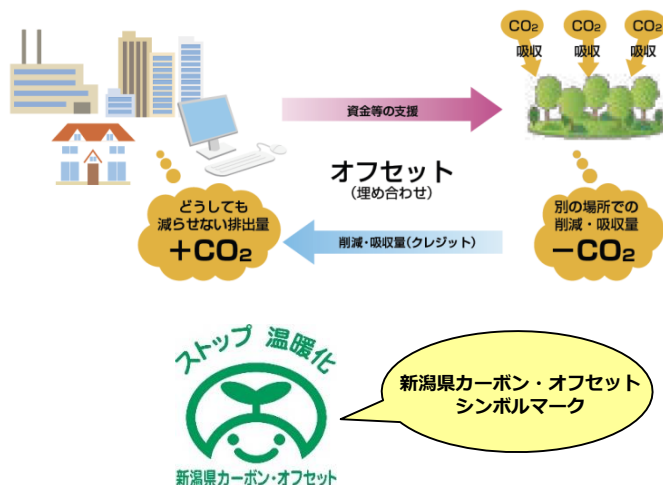 CO₂ CO₂ CO₂
吸収 吸収 吸収
資金等の支援
オフセット
（埋め合わせ）
どうしても
減らせない排出量
＋CO₂
削減・吸収量（クレジット）
別の場所での
削減・吸収量
－CO₂
ストップ 温暖化
新潟県カーボン・オフセット
新潟県カーボン・オフセット
シンボルマーク